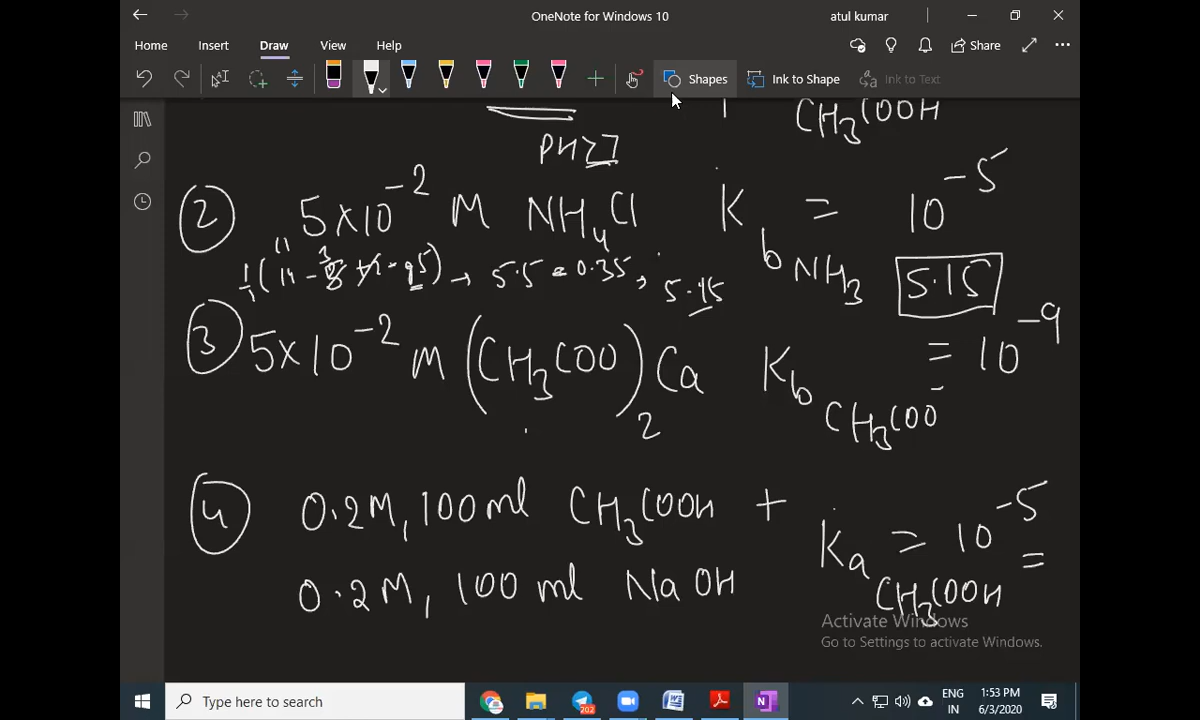 OneNote for Windows 10
atul kumar
Home Insert Draw View Help
Share
Shapes Ink to Shape Ink to Text
CH₃COOH
PH≥7
② 5×10⁻² M NH₄Cl K_b NH₃ = 10⁻⁵
→ 5.5 - 0.35, 5.15
5.15
③ 5×10⁻² M (CH₃COO)₂Ca K_b CH₃COO⁻ = 10⁻⁹
④ 0.2M, 100ml CH₃COOH +
0.2M, 100 ml NaOH
Ka CH₃COOH = 10⁻⁵
Activate Windows
Go to Settings to activate Windows.
Type here to search
202
ENG
IN
1:53 PM
6/3/2020